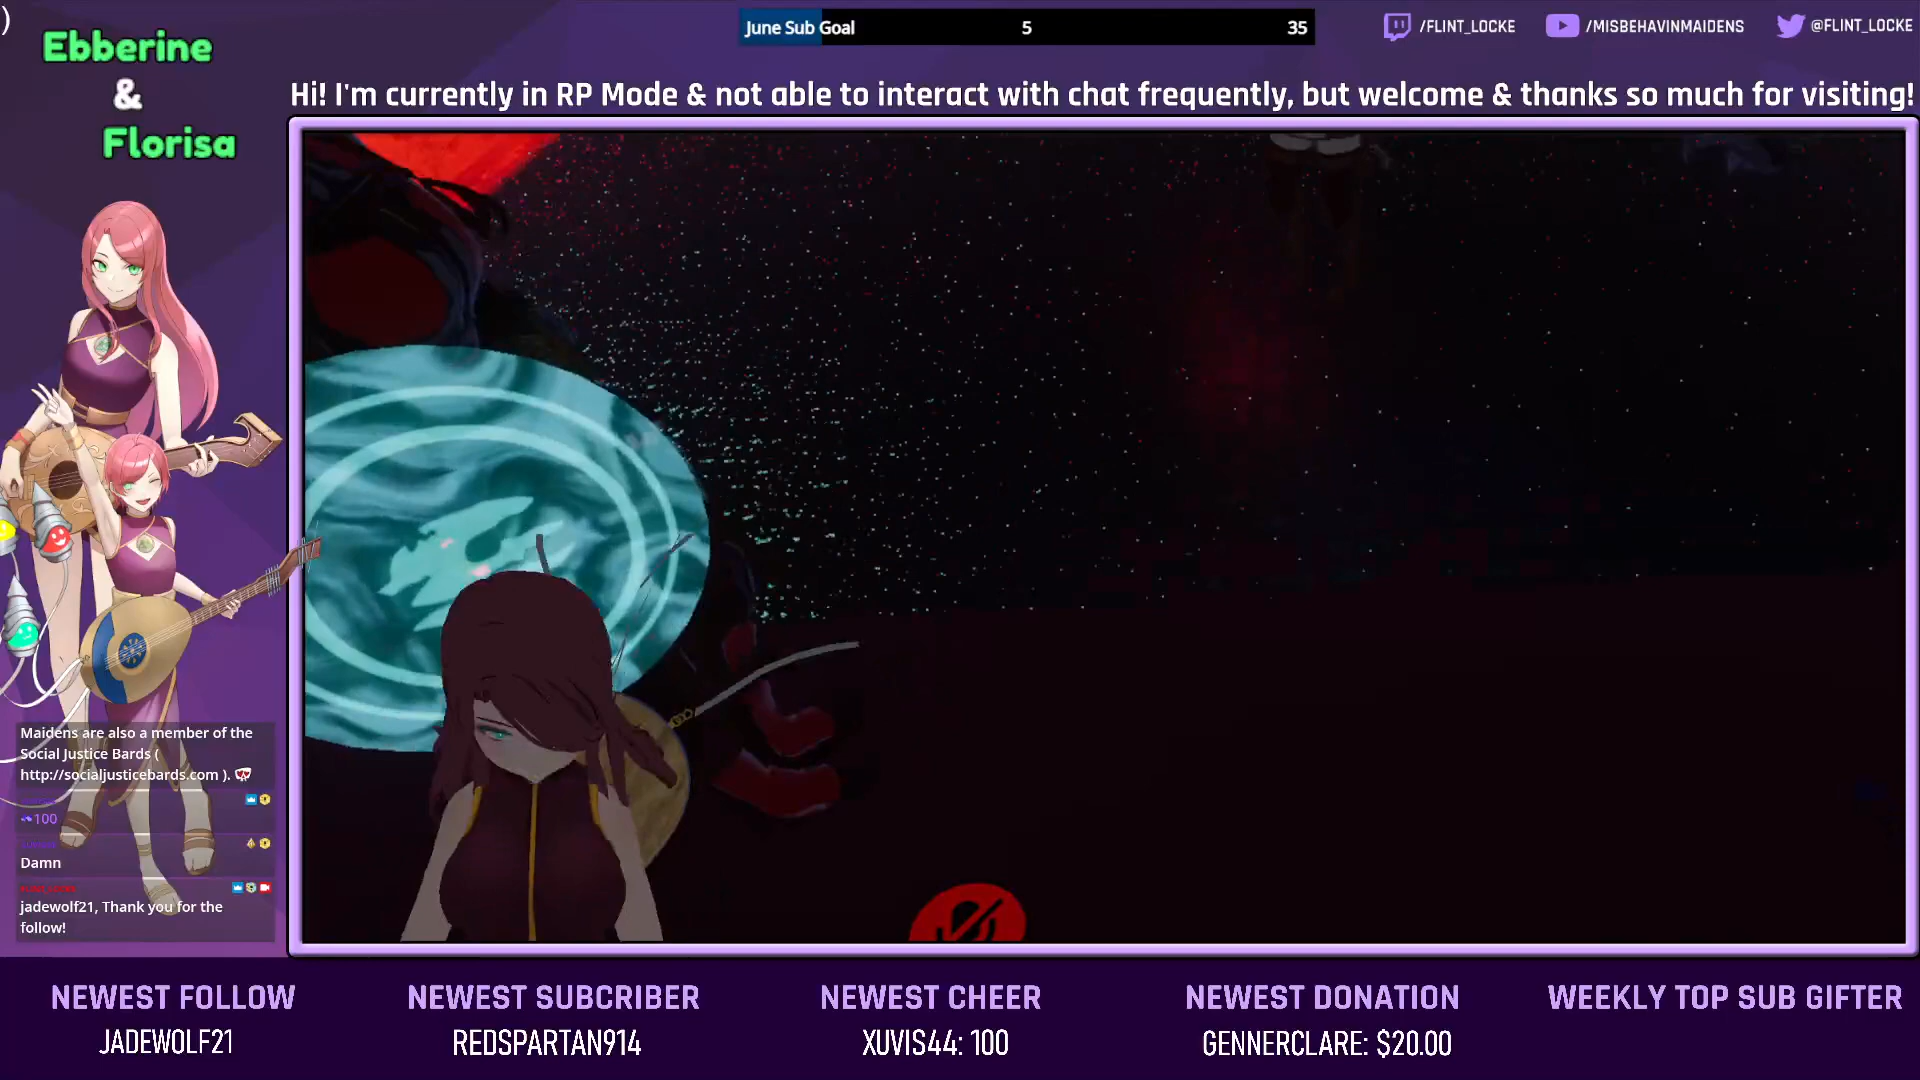 )
Ebberine
&
Florisa
June Sub Goal 5 35
/FLINT_LOCKE
/MISBEHAVINMAIDENS
@FLINT_LOCKE
Hi! I'm currently in RP Mode & not able to interact with chat frequently, but welcome & thanks so much for visiting!
Maidens are also a member of the
Social Justice Bards (
http://socialjusticebards.com ).
100
Damn
jadewolf21, Thank you for the
follow!
NEWEST FOLLOW
JADEWOLF21
NEWEST SUBCRIBER
REDSPARTAN914
NEWEST CHEER
XUVIS44: 100
NEWEST DONATION
GENNERCLARE: $20.00
WEEKLY TOP SUB GIFTER